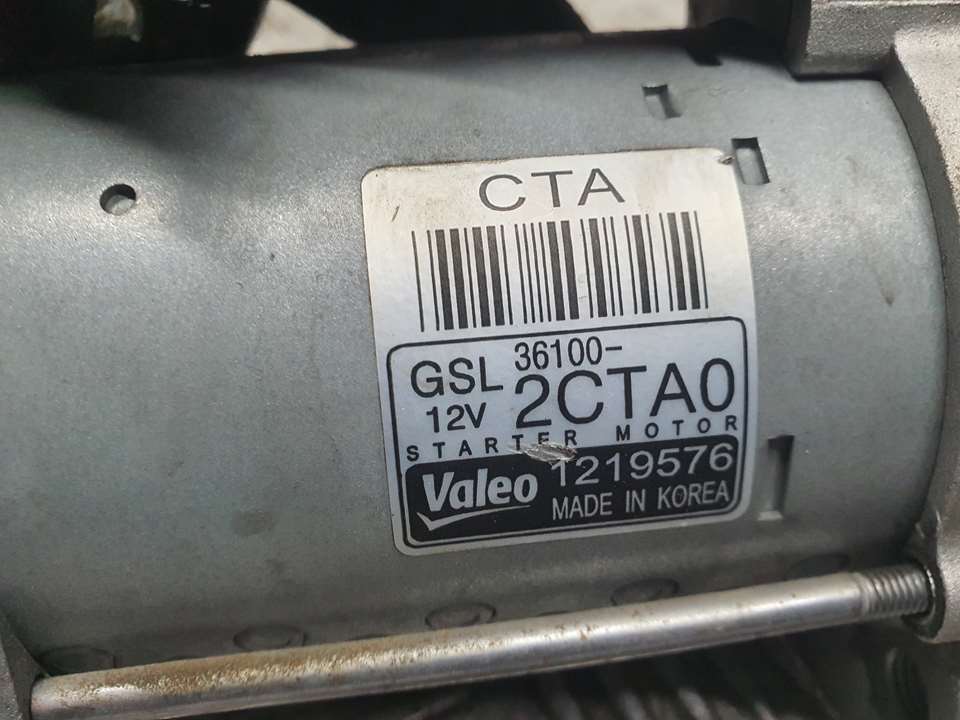 CTA
GSL 36100-
12V 2CTA0
STARTER MOTOR
Valeo 1219576
MADE IN KOREA